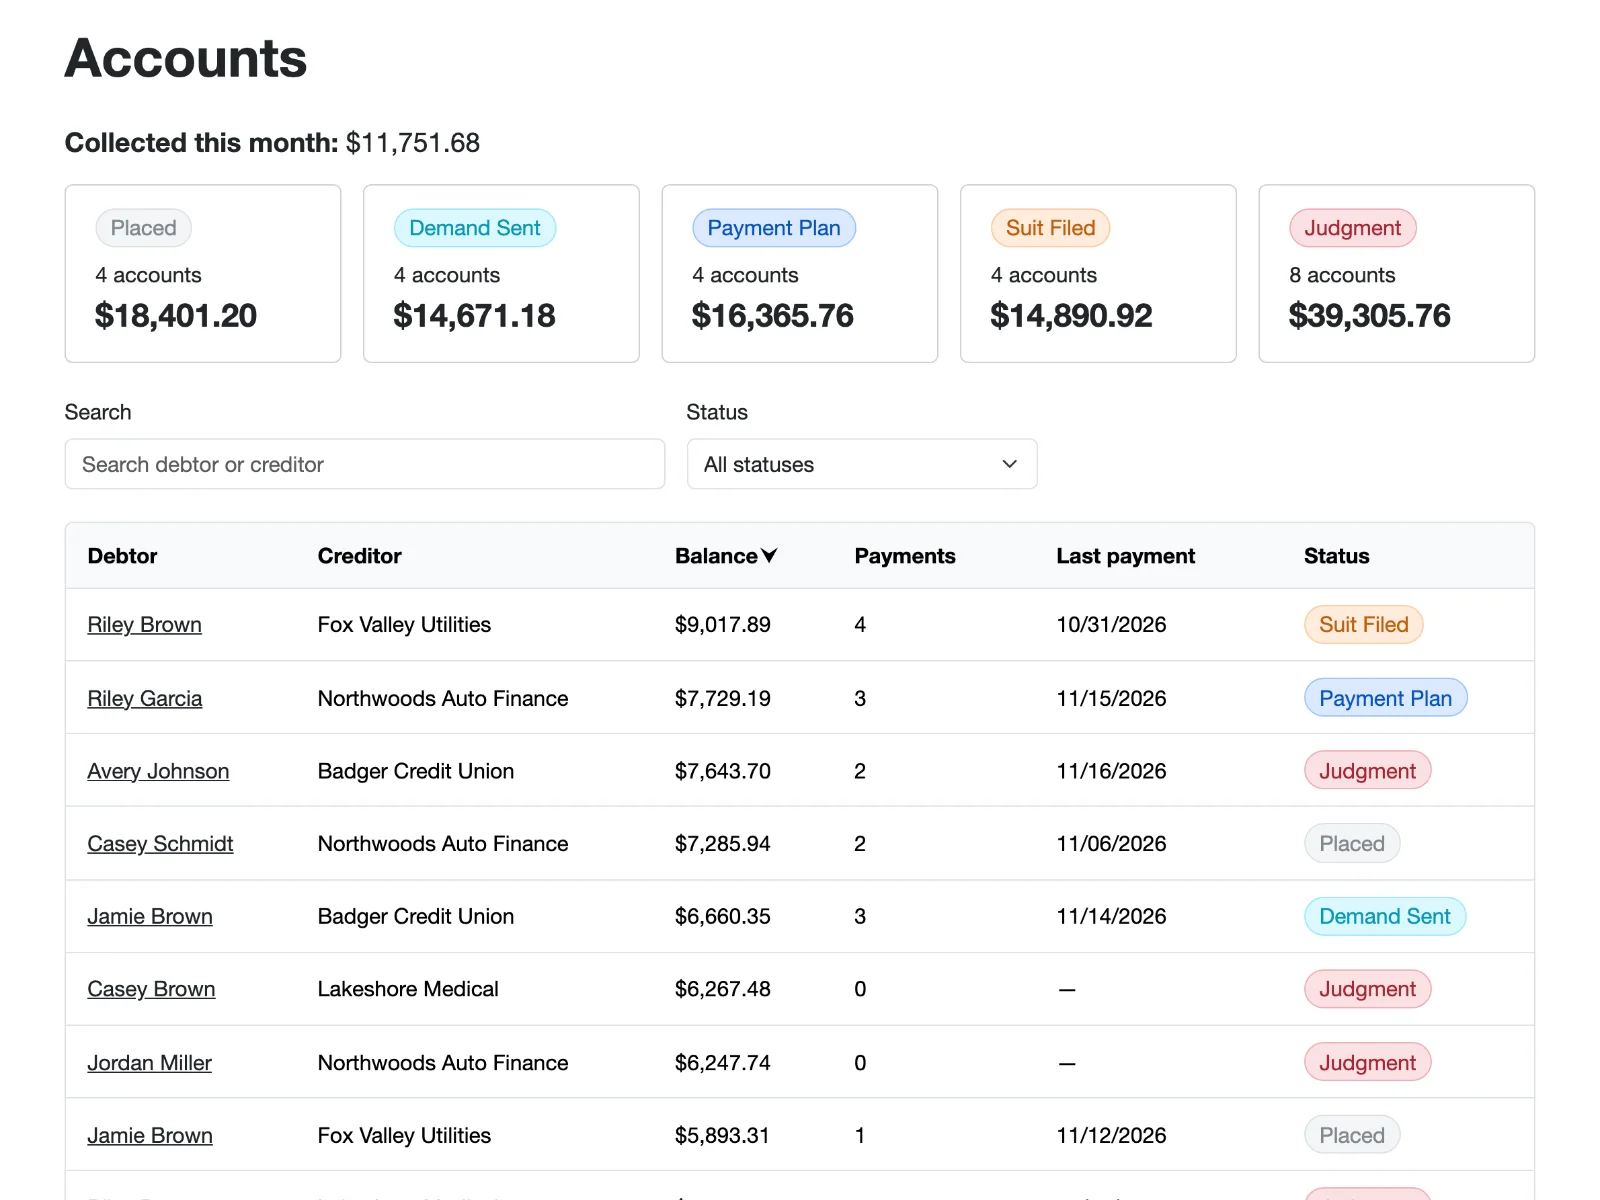 Accounts
Collected this month: $11,751.68
Placed
4 accounts
$18,401.20
Demand Sent
4 accounts
$14,671.18
Payment Plan
4 accounts
$16,365.76
Suit Filed
4 accounts
$14,890.92
Judgment
8 accounts
$39,305.76
Search
Search debtor or creditor
Status
All statuses
Debtor Creditor Balance Payments Last payment Status
Riley Brown Fox Valley Utilities $9,017.89 4 10/31/2026 Suit Filed
Riley Garcia Northwoods Auto Finance $7,729.19 3 11/15/2026 Payment Plan
Avery Johnson Badger Credit Union $7,643.70 2 11/16/2026 Judgment
Casey Schmidt Northwoods Auto Finance $7,285.94 2 11/06/2026 Placed
Jamie Brown Badger Credit Union $6,660.35 3 11/14/2026 Demand Sent
Casey Brown Lakeshore Medical $6,267.48 0 — Judgment
Jordan Miller Northwoods Auto Finance $6,247.74 0 — Judgment
Jamie Brown Fox Valley Utilities $5,893.31 1 11/12/2026 Placed